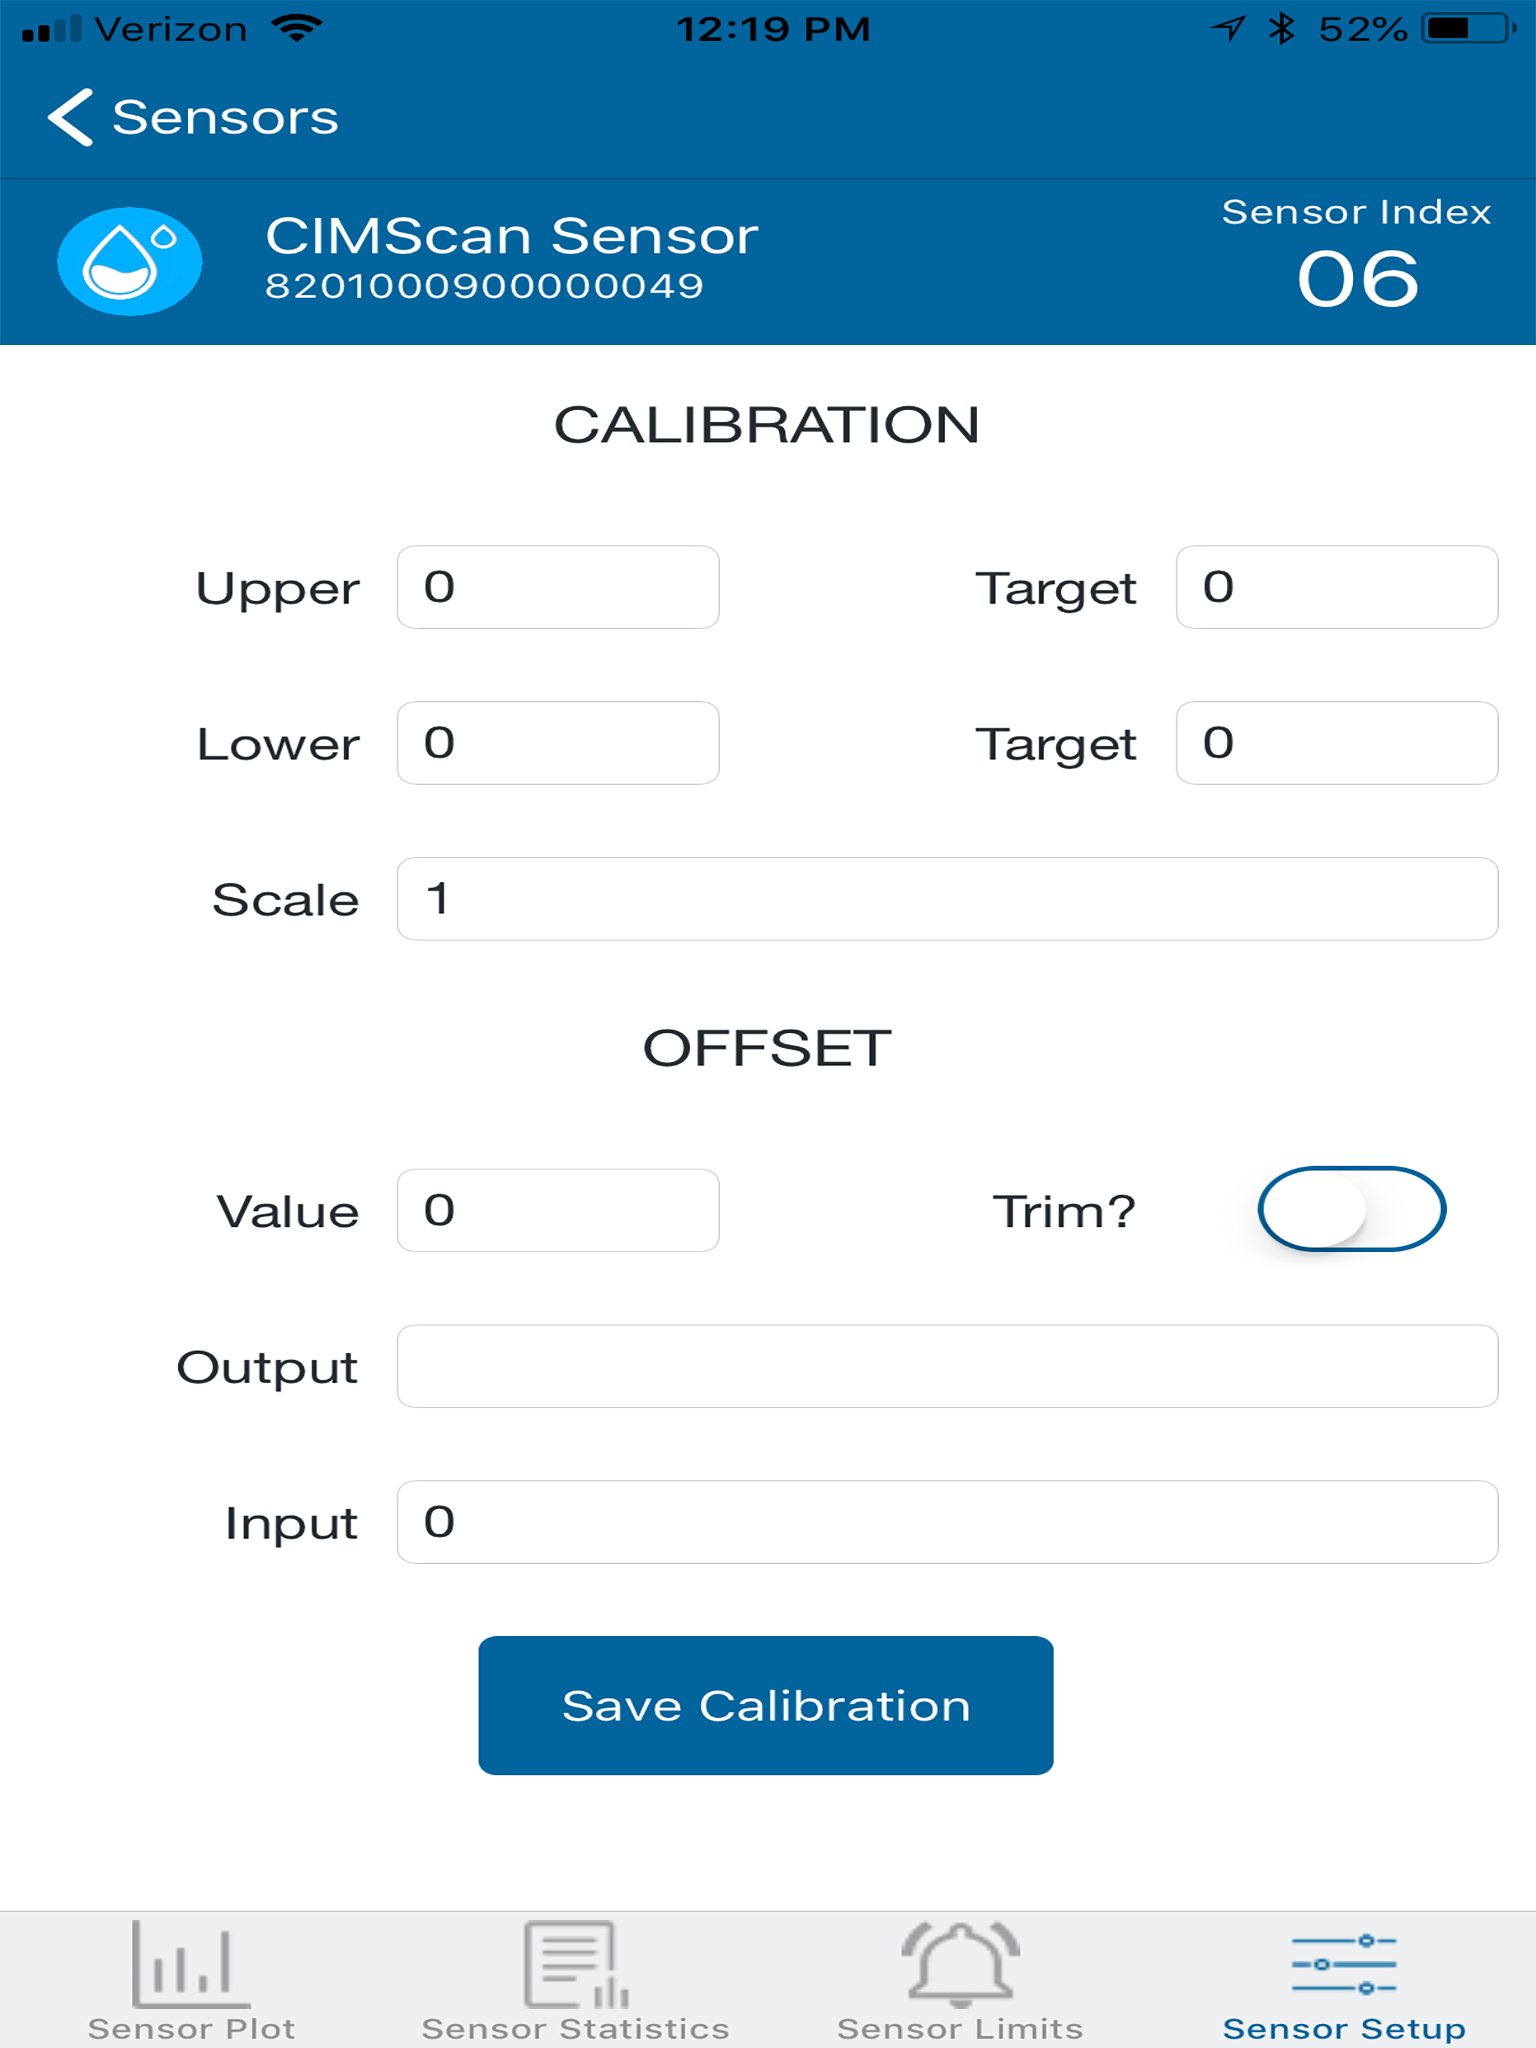 Verizon 12:19 PM 52%
Sensors
CIMScan Sensor
8201000900000049
Sensor Index
06
CALIBRATION
Upper 0 Target 0
Lower 0 Target 0
Scale 1
OFFSET
Value 0 Trim?
Output
Input 0
Save Calibration
Sensor Plot Sensor Statistics Sensor Limits Sensor Setup